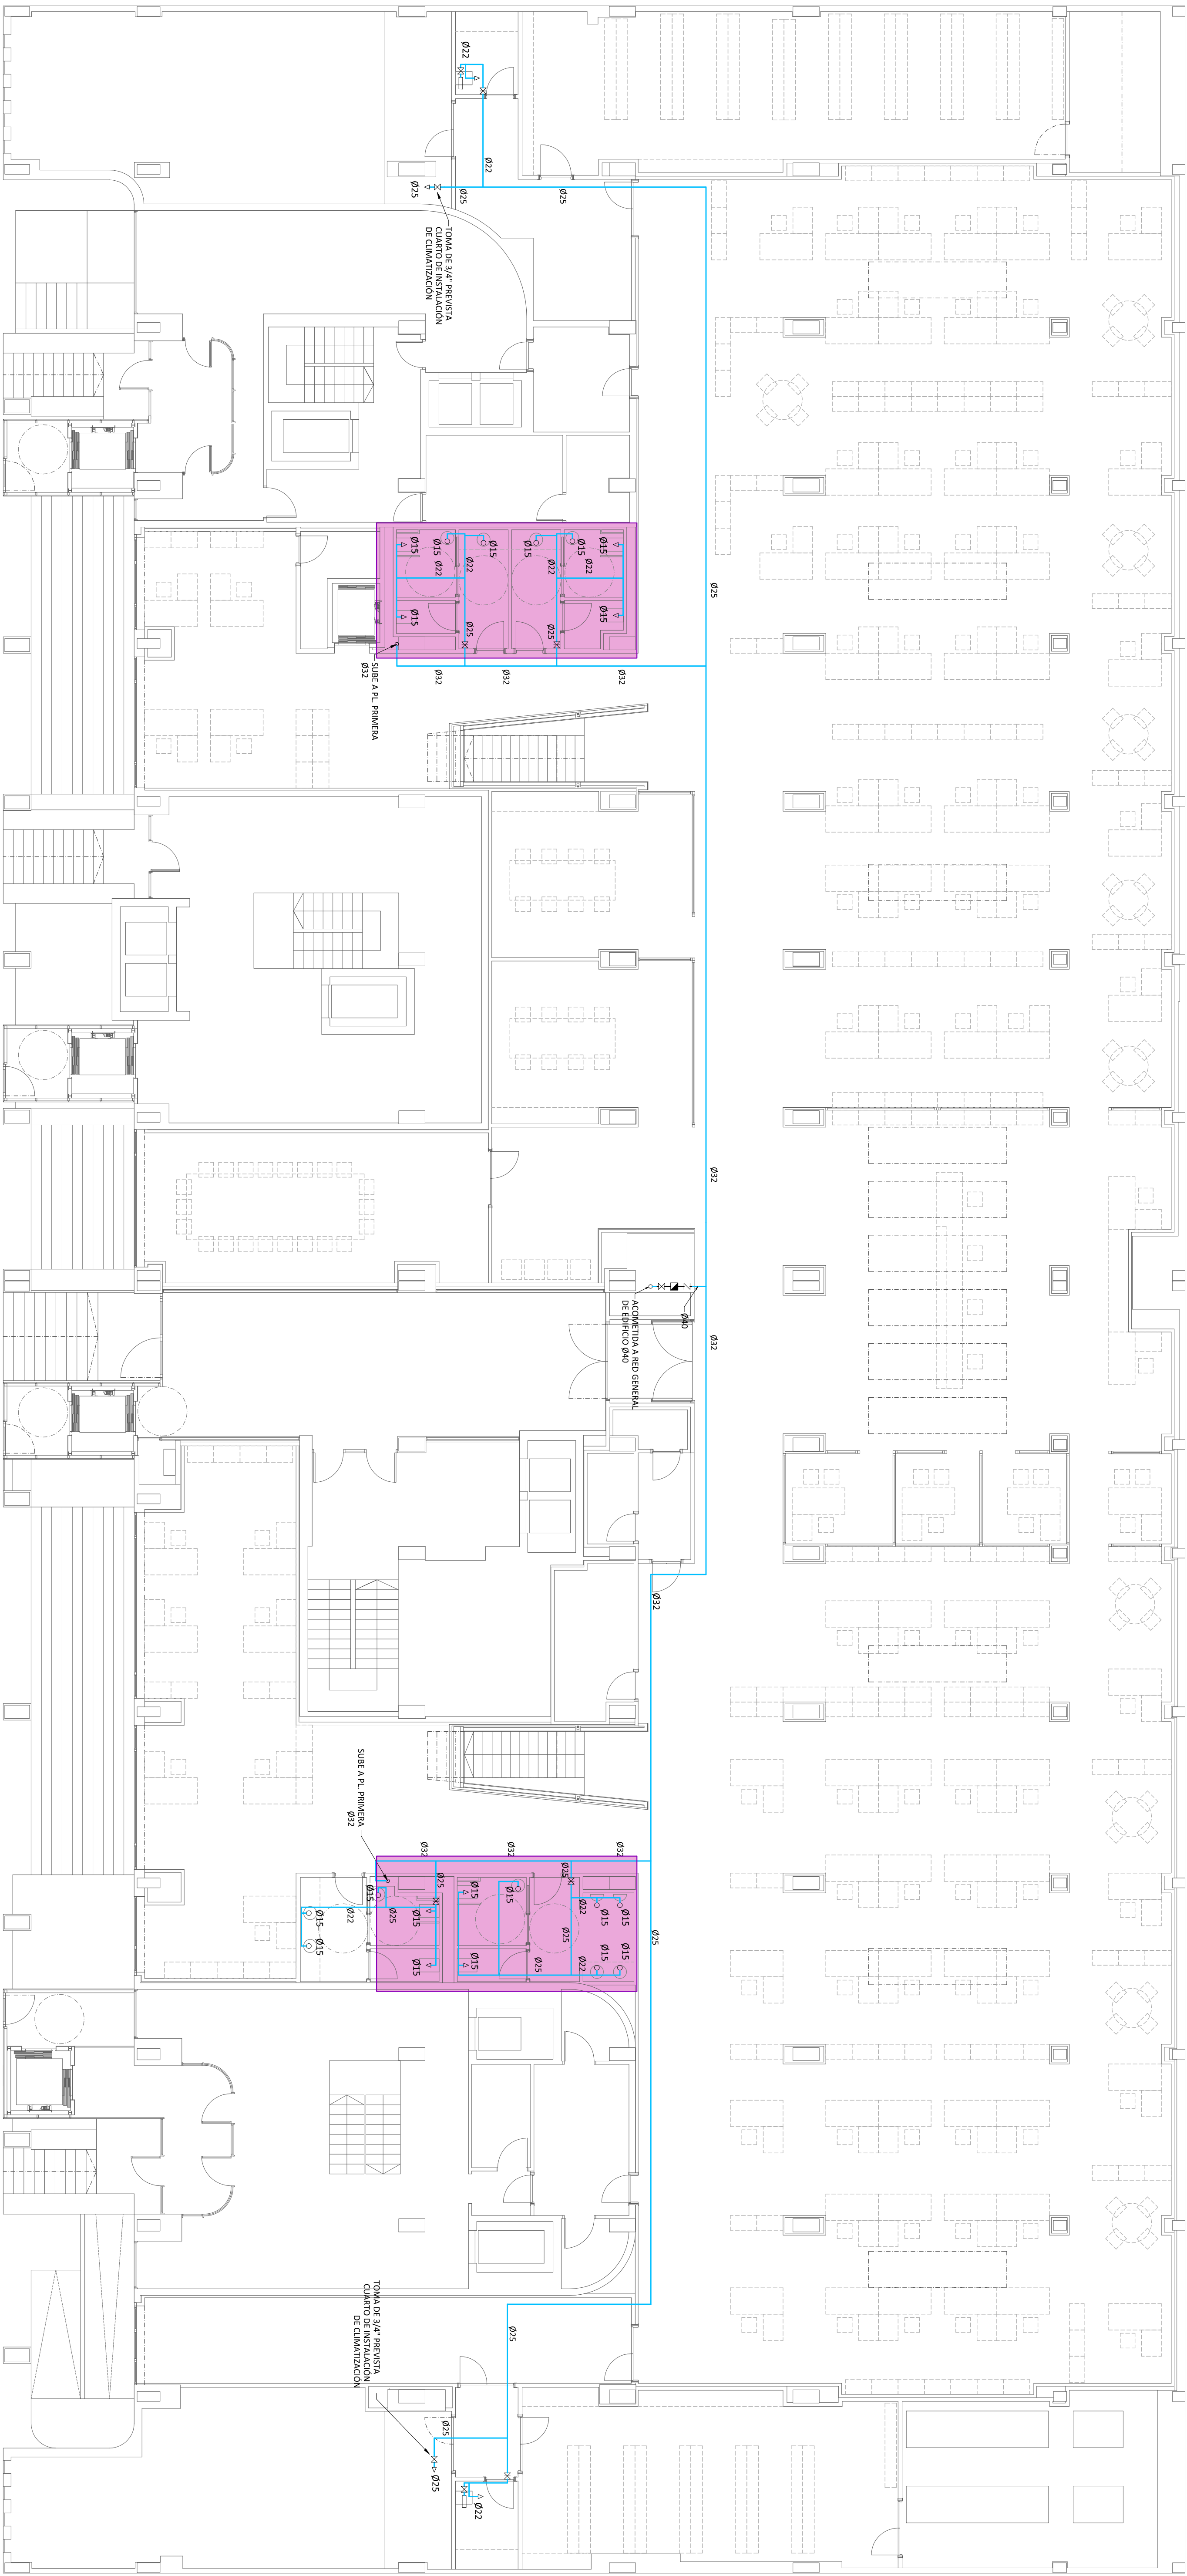 Ø22
Ø22
Ø25
Ø25
Ø25
TOMA DE 3/4" PREVISTA
CUARTO DE INSTALACIÓN
DE CLIMATIZACIÓN
Ø15
Ø15
Ø15
Ø15
Ø15
Ø15
Ø22
Ø22
Ø22
Ø22
Ø25
Ø15
Ø15
Ø25
Ø25
SUBE A PL. PRIMERA
Ø32
Ø32
Ø32
Ø32
Ø32
Ø40
ACOMETIDA A RED GENERAL
DE EDIFICIO Ø40
Ø32
Ø32
SUBE A PL. PRIMERA
Ø32
Ø32
Ø32
Ø32
Ø25
Ø25
Ø15
Ø15
Ø15
Ø22
Ø15
Ø15
Ø15
Ø22
Ø25
Ø15
Ø25
Ø25
Ø15
Ø15
Ø15
Ø15
Ø15
Ø25
Ø22
TOMA DE 3/4" PREVISTA
CUARTO DE INSTALACIÓN
DE CLIMATIZACIÓN
Ø25
Ø25
Ø25
Ø22